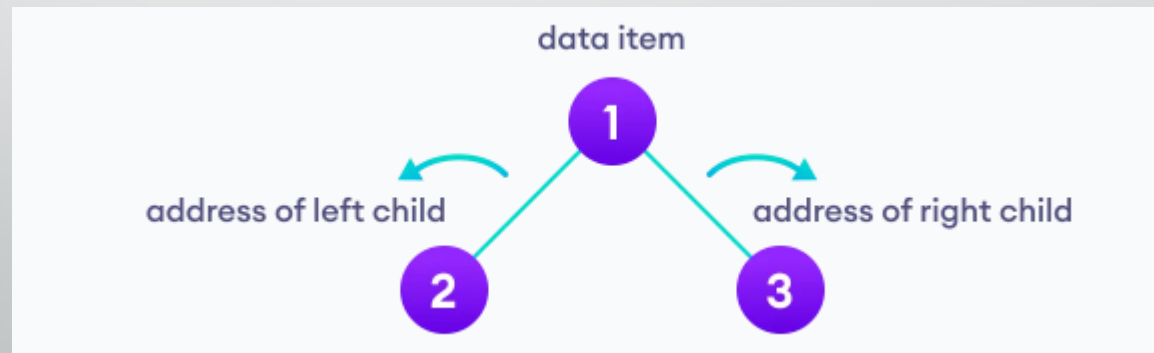 data item
1
address of left child
address of right child
2
3